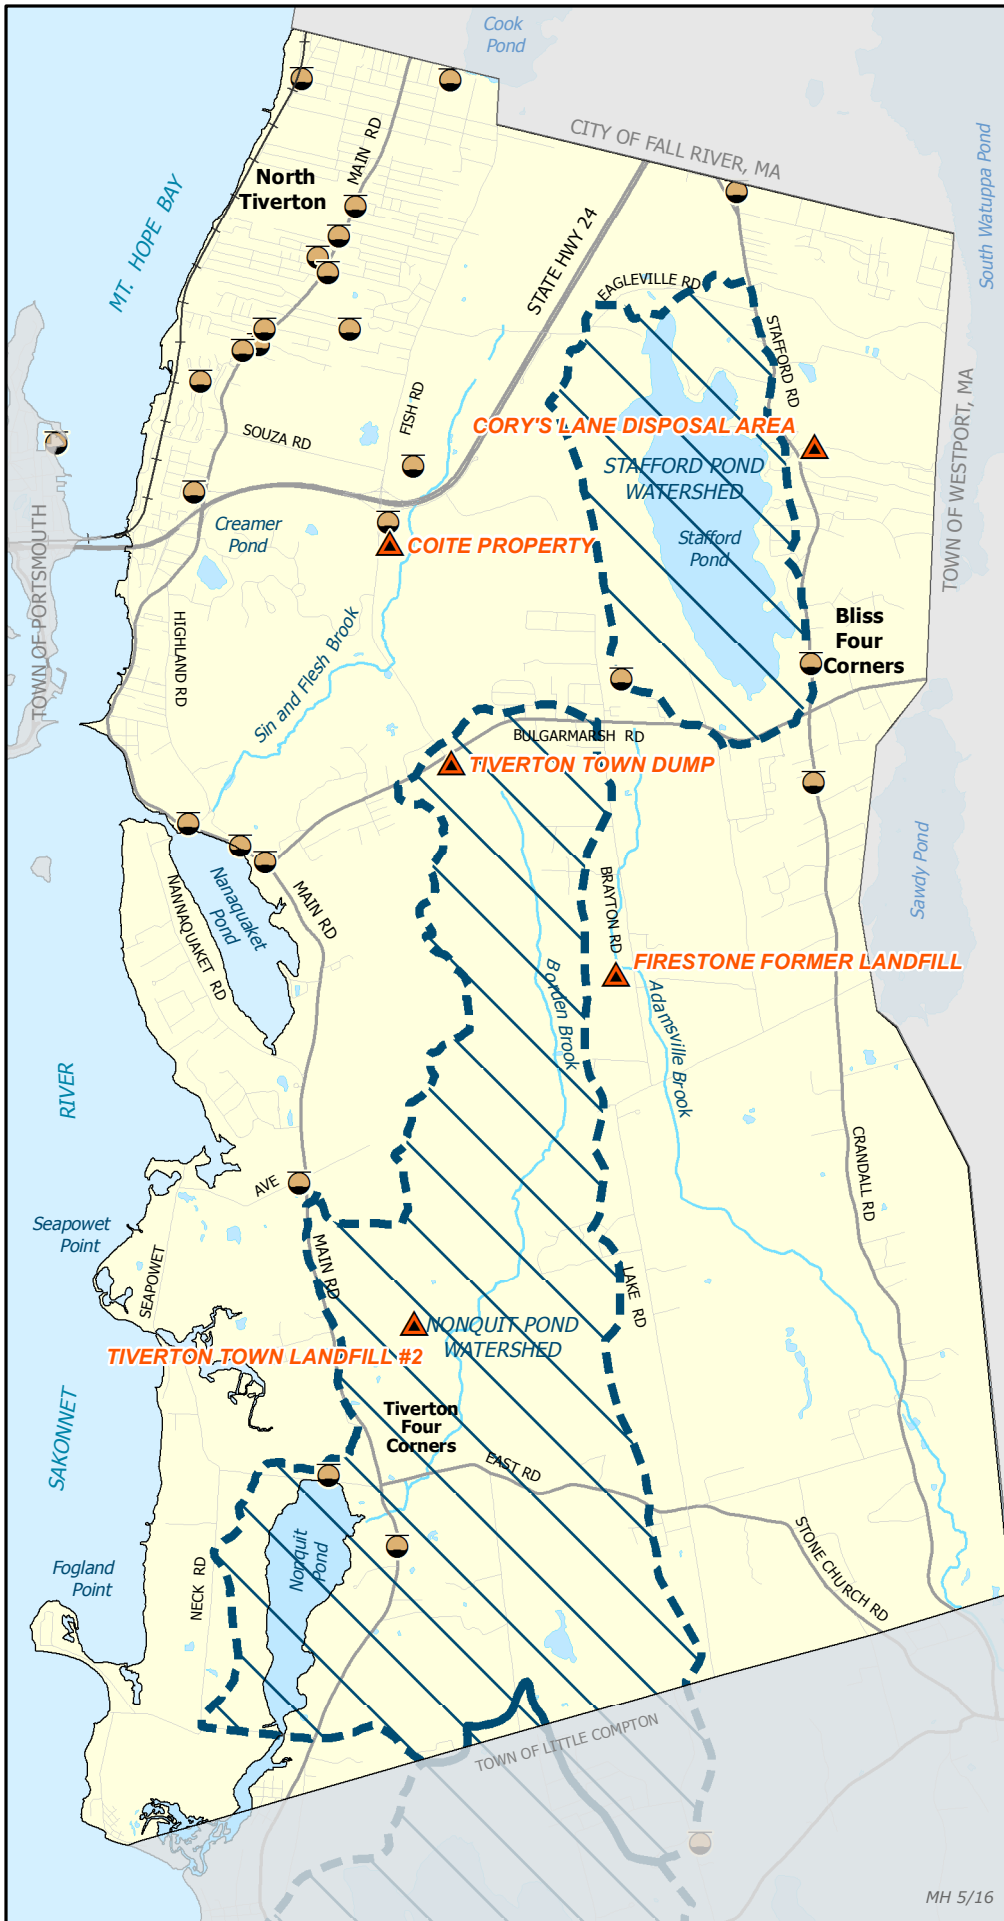 Cook
Pond
CITY OF FALL RIVER, MA
South Watuppa Pond
MAIN RD
North
Tiverton
MT. HOPE BAY
STATE HWY 24
EAGLEVILLE RD
STAFFORD RD
FISH RD
SOUZA RD
CORY'S LANE DISPOSAL AREA
STAFFORD POND
WATERSHED
TOWN OF WESTPORT, MA
TOWN OF PORTSMOUTH
Creamer
Pond
COITE PROPERTY
Stafford
Pond
HIGHLAND RD
Sin and Flesh Brook
Bliss
Four
Corners
BULGARMARSH RD
TIVERTON TOWN DUMP
Sawdy Pond
NANNAQUAKET RD
Nanaquaket
Pond
MAIN RD
BRAYTON RD
FIRESTONE FORMER LANDFILL
Borden Brook
Adamsville Brook
RIVER
CRANDALL RD
AVE
Seapowet
Point
SEAPOWET
MAIN RD
LAKE RD
NONQUIT POND
WATERSHED
TIVERTON TOWN LANDFILL #2
SAKONNET
Tiverton
Four
Corners
EAST RD
STONE CHURCH RD
Nonquit
Pond
Fogland
Point
NECK RD
TOWN OF LITTLE COMPTON
MH 5/16